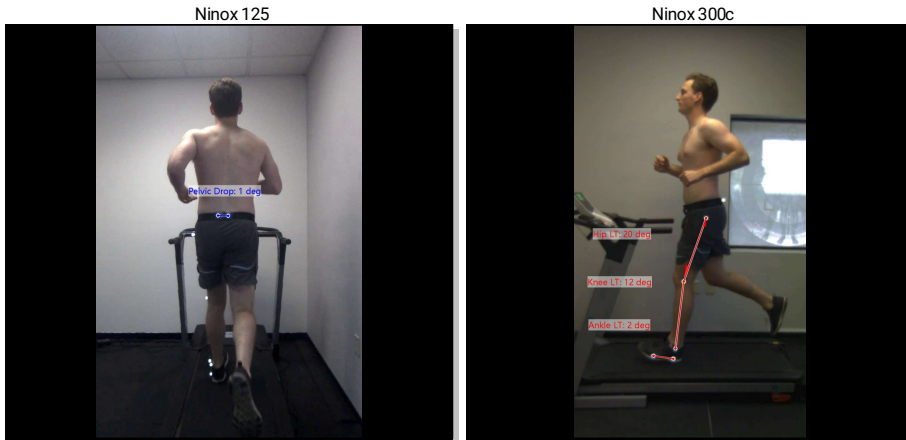 Ninox 125
Ninox 300c
Pelvic Drop: 1 deg
Hip LT: 20 deg
Knee LT: 12 deg
Ankle LT: 2 deg